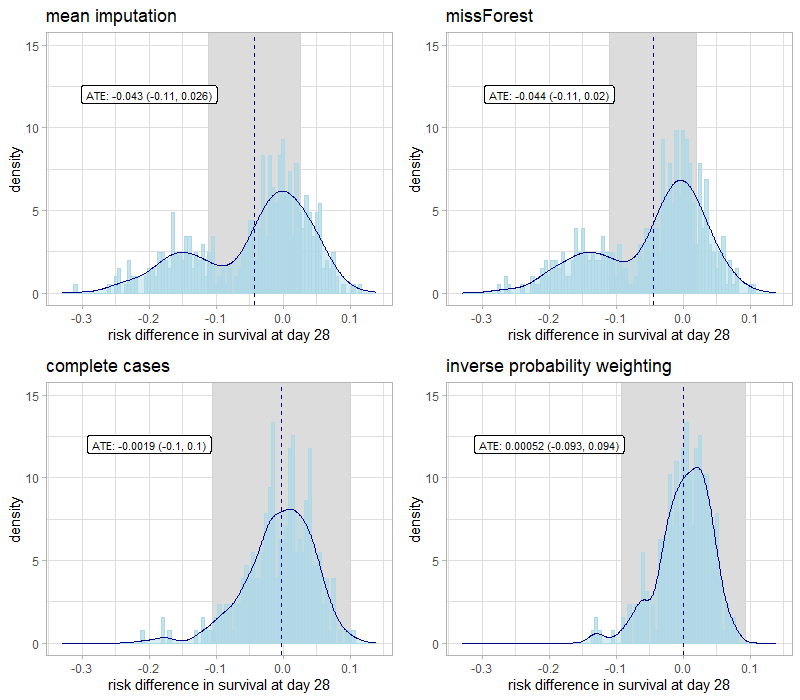 mean imputation
15
10
5
0
density
ATE: -0.043 (-0.11, 0.026)
-0.3 -0.2 -0.1 0.0 0.1
risk difference in survival at day 28
missForest
15
10
5
0
density
ATE: -0.044 (-0.11, 0.02)
-0.3 -0.2 -0.1 0.0 0.1
risk difference in survival at day 28
complete cases
15
10
5
0
density
ATE: -0.0019 (-0.1, 0.1)
-0.3 -0.2 -0.1 0.0 0.1
risk difference in survival at day 28
inverse probability weighting
15
10
5
0
density
ATE: 0.00052 (-0.093, 0.094)
-0.3 -0.2 -0.1 0.0 0.1
risk difference in survival at day 28